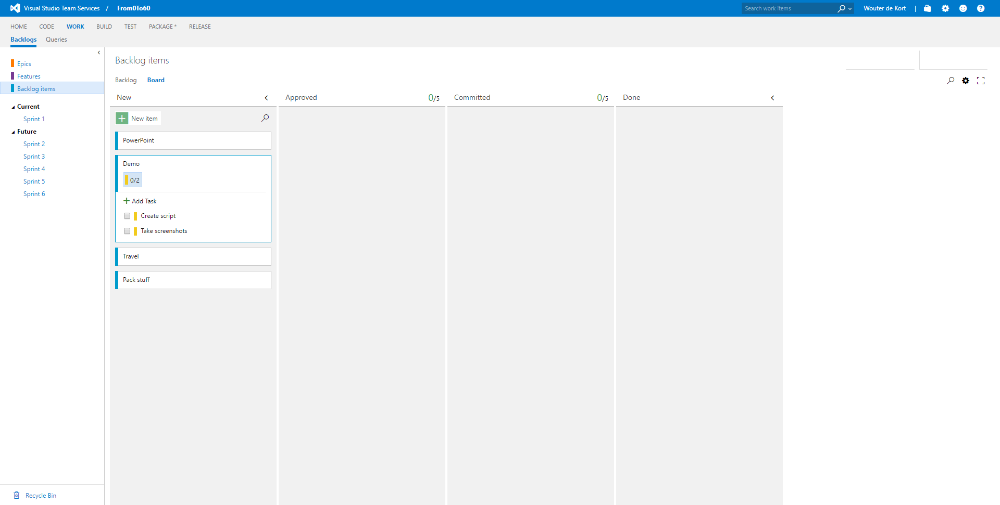 Visual Studio Team Services / From0To60
Search work items
Wouter de Kort |
HOME CODE WORK BUILD TEST PACKAGE * RELEASE
Backlogs Queries
Epics
Features
Backlog items
Current
Sprint 1
Future
Sprint 2
Sprint 3
Sprint 4
Sprint 5
Sprint 6
Recycle Bin
Backlog items
Backlog Board
New
Approved 0/5
Committed 0/5
Done
New item
PowerPoint
Demo
0/2
Add Task
Create script
Take screenshots
Travel
Pack stuff